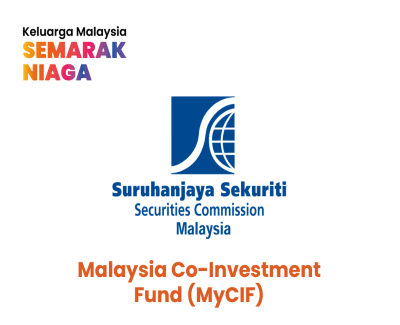 Keluarga Malaysia
SEMARAK
NIAGA
Suruhanjaya Sekuriti
Securities Commission
Malaysia
Malaysia Co-Investment
Fund (MyCIF)